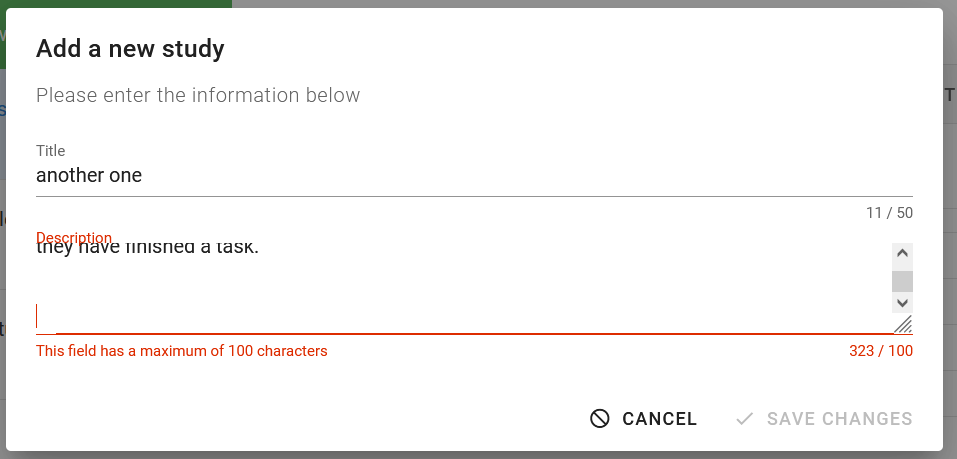 Add a new study
Please enter the information below
Title
another one
11 / 50
Description
they have finished a task.
This field has a maximum of 100 characters
323 / 100
CANCEL
SAVE CHANGES